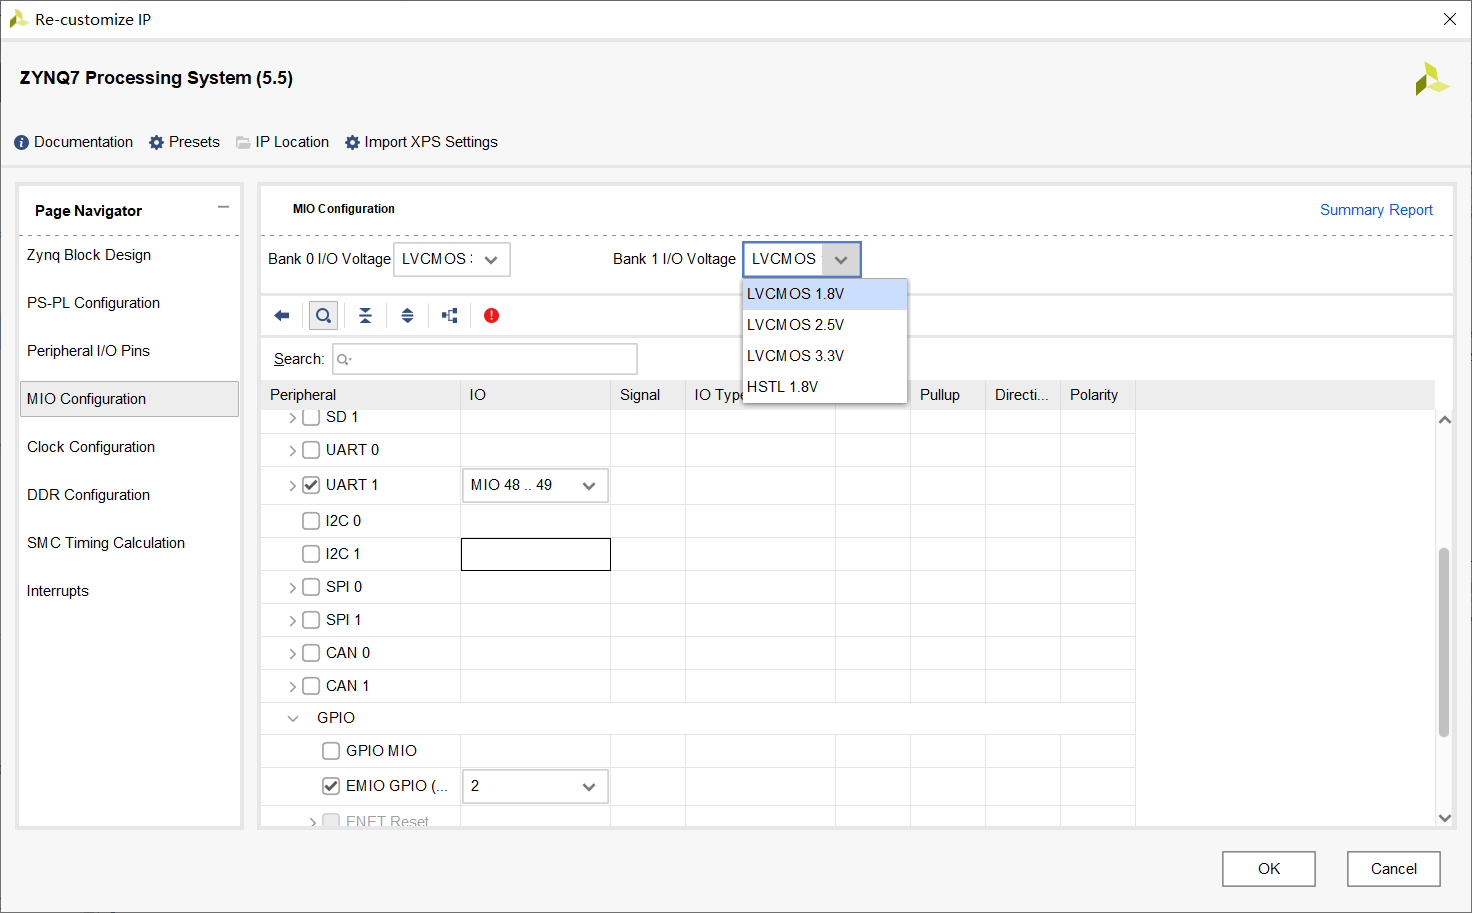 Re-customize IP
ZYNQ7 Processing System (5.5)
Documentation Presets IP Location Import XPS Settings
Page Navigator
Zynq Block Design
PS-PL Configuration
Peripheral I/O Pins
MIO Configuration
Clock Configuration
DDR Configuration
SMC Timing Calculation
Interrupts
MIO Configuration
Summary Report
Bank 0 I/O Voltage LVCMOS Bank 1 I/O Voltage LVCMOS
LVCMOS 1.8V
LVCMOS 2.5V
LVCMOS 3.3V
HSTL 1.8V
Search:
Peripheral IO Signal IO Type Pullup Directi... Polarity
SD 1
UART 0
UART 1 MIO 48 .. 49
I2C 0
I2C 1
SPI 0
SPI 1
CAN 0
CAN 1
GPIO
GPIO MIO
EMIO GPIO (... 2
ENET Reset
OK Cancel